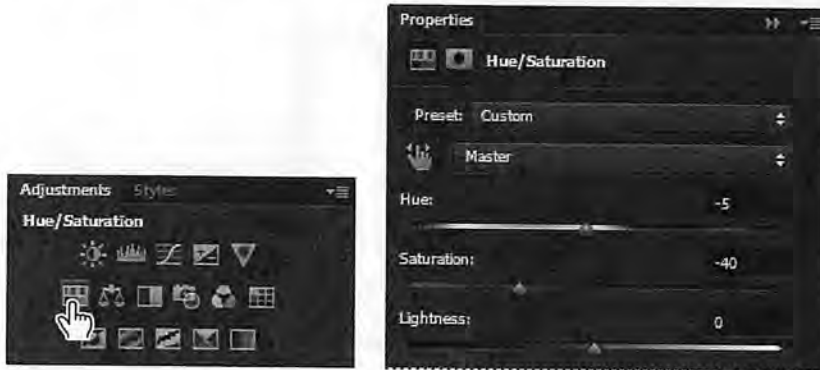 Adjustments Styles
Hue/Saturation
Properties
Hue/Saturation
Preset: Custom
Master
Hue: -5
Saturation: -40
Lightness: 0